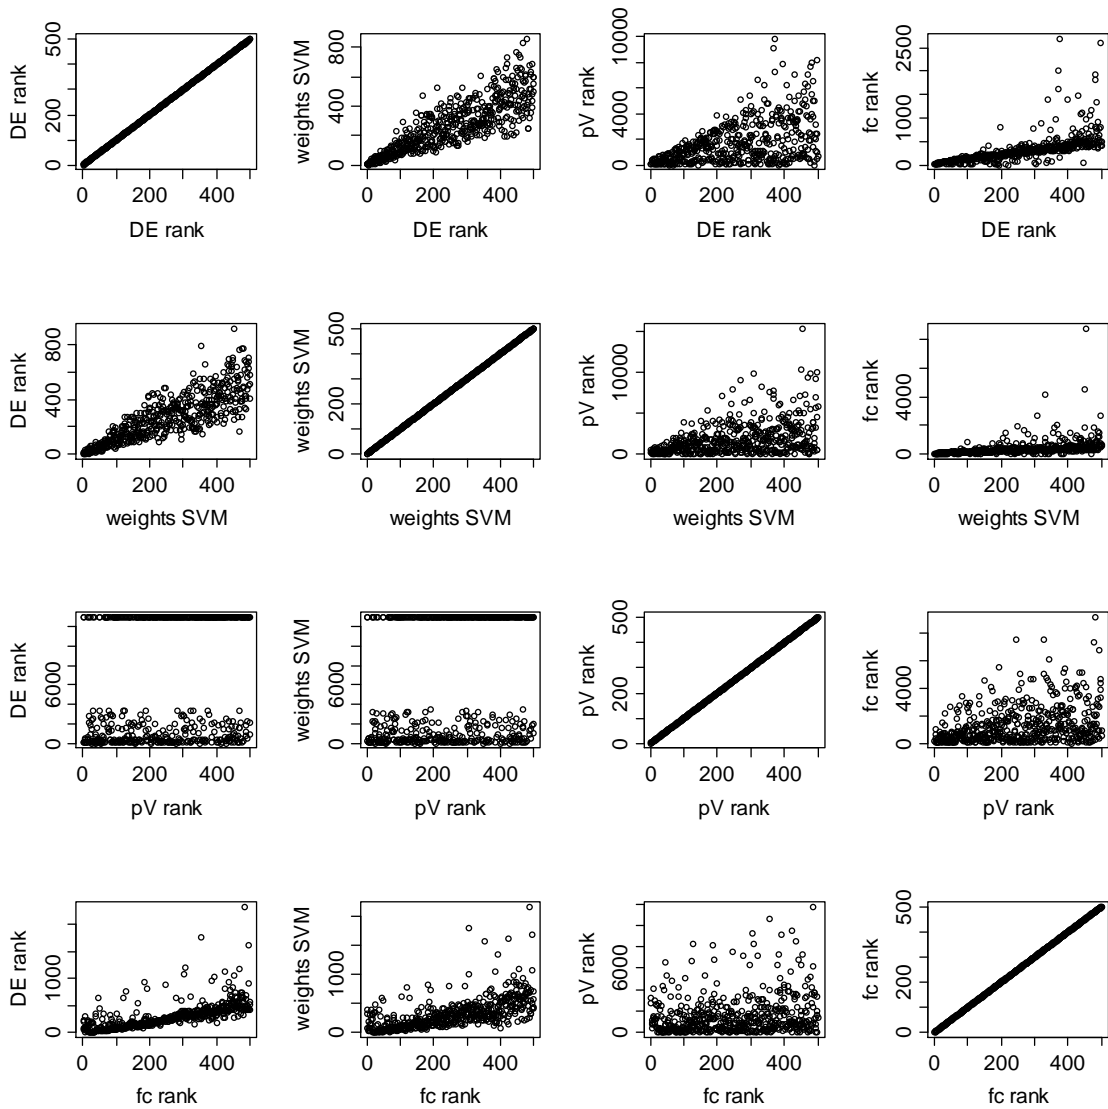 DE rank
0 200 500
0 200 400
DE rank
weights SVM
0 400 800
0 200 400
DE rank
pV rank
0 4000 10000
0 200 400
DE rank
fc rank
0 1000 2500
0 200 400
DE rank
DE rank
0 400 800
0 200 400
weights SVM
weights SVM
0 200 500
0 200 400
weights SVM
pV rank
0 10000
0 200 400
weights SVM
fc rank
0 4000
0 200 400
weights SVM
DE rank
0 6000
0 200 400
pV rank
weights SVM
0 6000
0 200 400
pV rank
pV rank
0 200 500
0 200 400
pV rank
fc rank
0 4000
0 200 400
pV rank
DE rank
0 1000
0 200 400
fc rank
weights SVM
0 1000
0 200 400
fc rank
pV rank
0 6000
0 200 400
fc rank
fc rank
0 200 500
0 200 400
fc rank